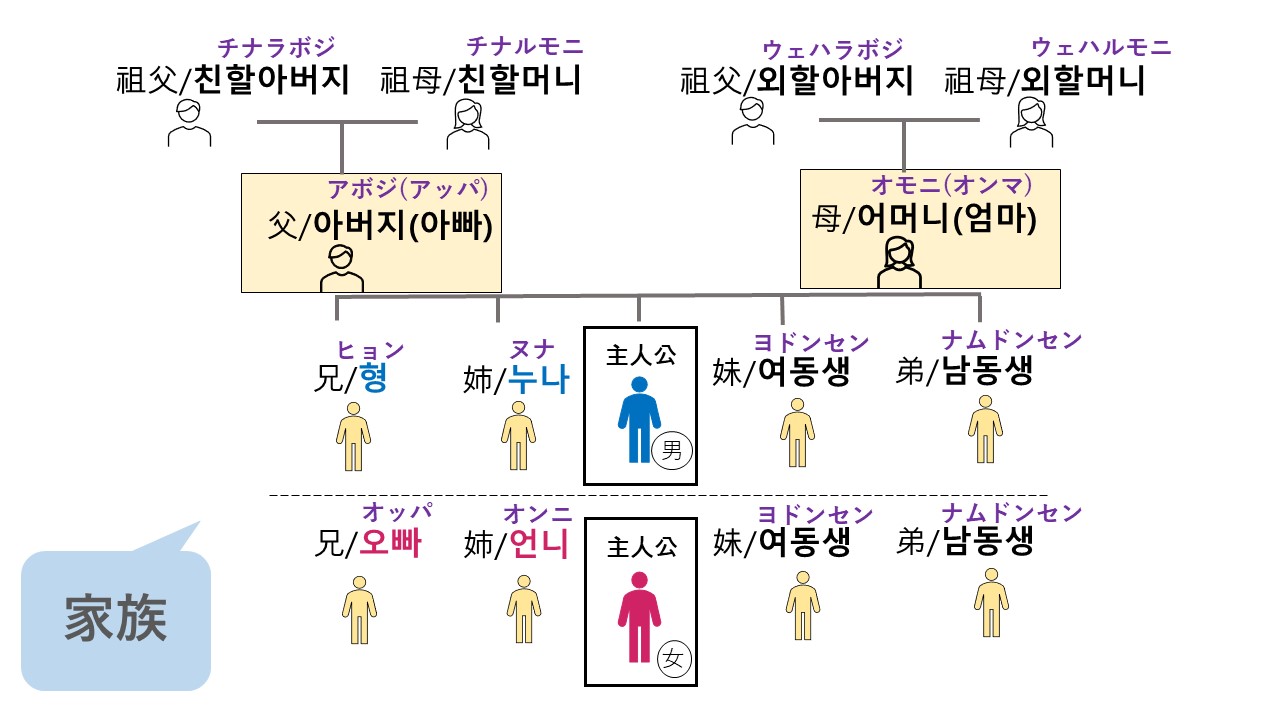 チナラボジ
祖父/친할아버지
チナルモニ
祖母/친할머니
ウェハラボジ
祖父/외할아버지
ウェハルモニ
祖母/외할머니
アボジ(アッパ)
父/아버지(아빠)
オモニ(オンマ)
母/어머니(엄마)
ヒョン
兄/형
ヌナ
姉/누나
主人公
男
ヨドンセン
妹/여동생
ナムドンセン
弟/남동생
オッパ
兄/오빠
オンニ
姉/언니
主人公
女
ヨドンセン
妹/여동생
ナムドンセン
弟/남동생
家族